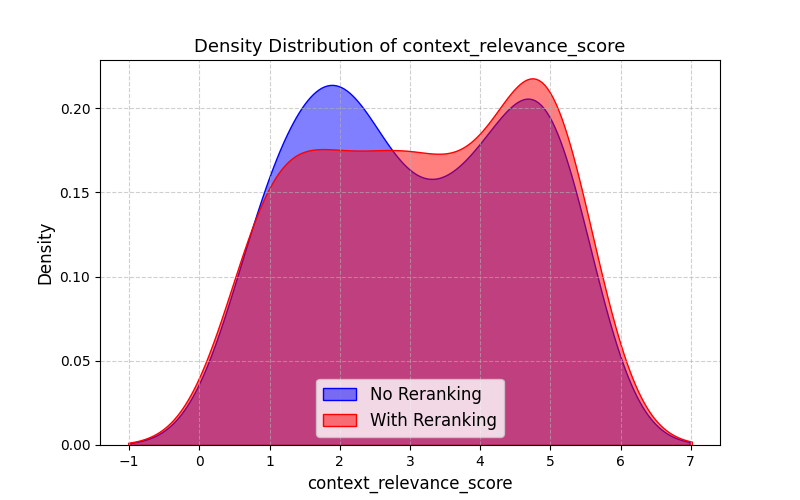 Density Distribution of context_relevance_score
Density
0.20
0.15
0.10
0.05
0.00
−1 0 1 2 3 4 5 6 7
context_relevance_score
No Reranking
With Reranking